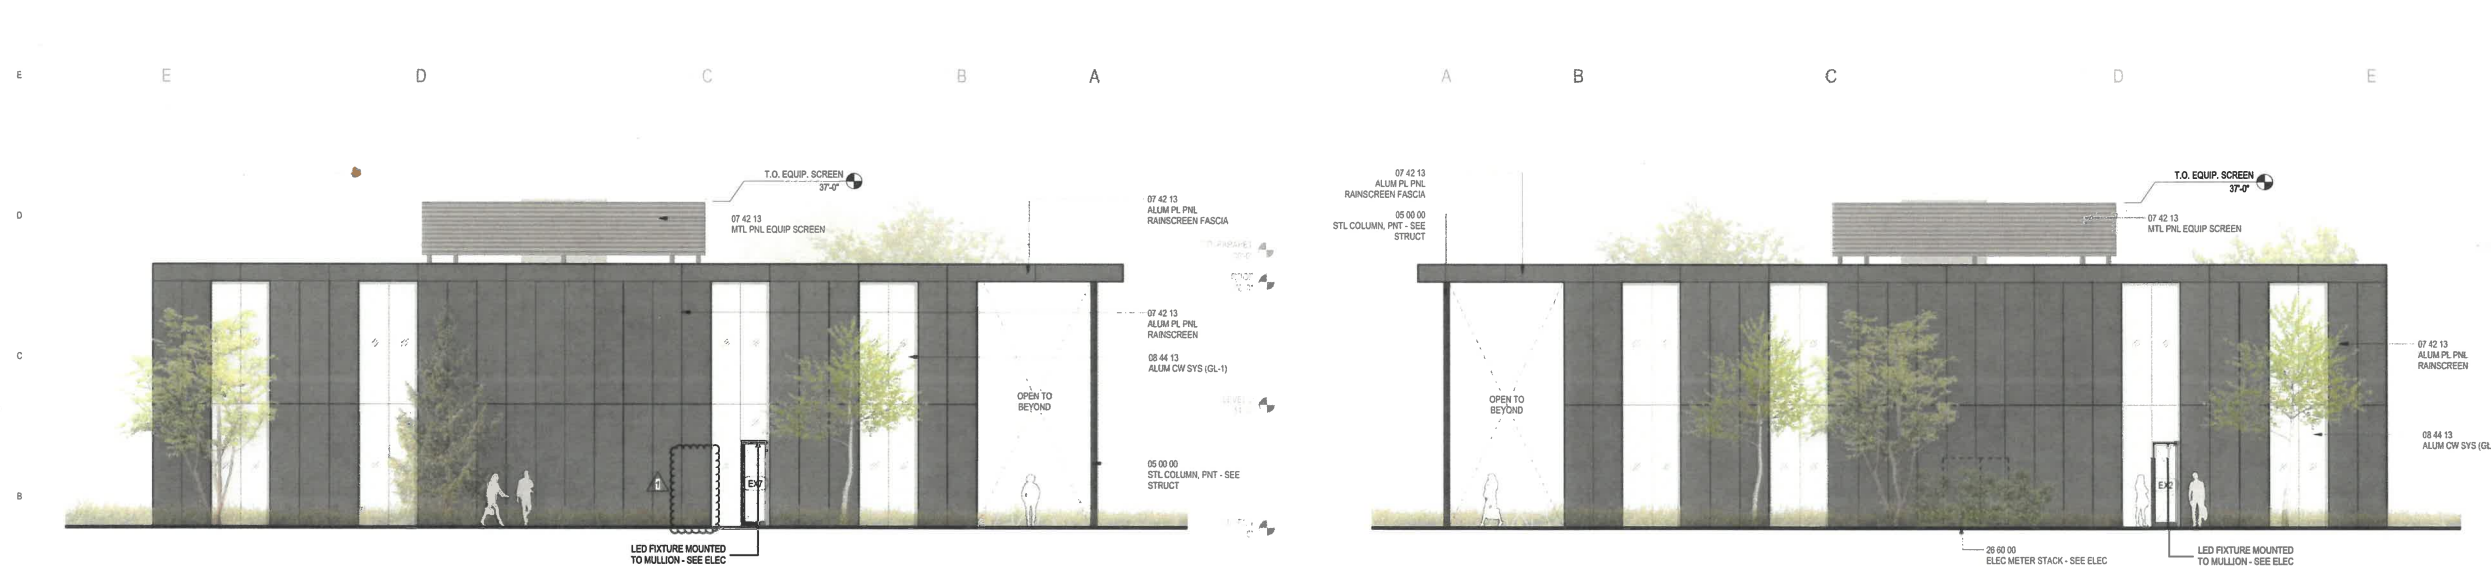 E
E
D
C
B
A
A
B
C
D
E
T.O. EQUIP. SCREEN
37'-0"
07 42 13
MTL PNL EQUIP SCREEN
D
07 42 13
ALUM PL PNL
RAINSCREEN FASCIA
07 42 13
ALUM PL PNL
RAINSCREEN
C
08 44 13
ALUM CW SYS (GL-1)
OPEN TO
BEYOND
05 00 00
STL COLUMN, PNT - SEE
STRUCT
B
1
EX7
LED FIXTURE MOUNTED
TO MULLION - SEE ELEC
07 42 13
ALUM PL PNL
RAINSCREEN FASCIA
05 00 00
STL COLUMN, PNT - SEE
STRUCT
T.O. EQUIP. SCREEN
37'-0"
07 42 13
MTL PNL EQUIP SCREEN
OPEN TO
BEYOND
07 42 13
ALUM PL PNL
RAINSCREEN
08 44 13
ALUM CW SYS (GL
EX2
26 60 00
ELEC METER STACK - SEE ELEC
LED FIXTURE MOUNTED
TO MULLION - SEE ELEC